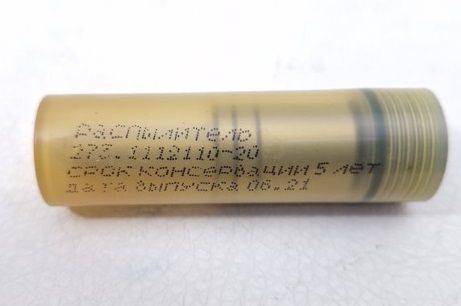 Распылитель
273.1112110-20
СРОК КОНСЕРВАЦИИ 5 лет
дата выпуска 06.21